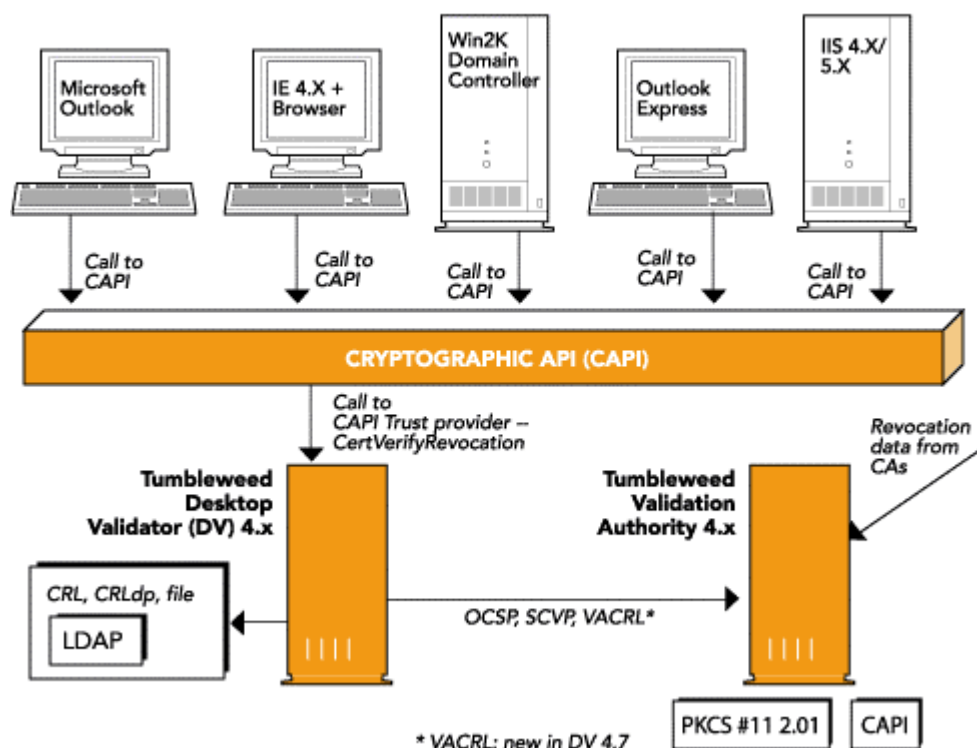 Microsoft
Outlook
IE 4.X +
Browser
Win2K
Domain
Controller
Outlook
Express
IIS 4.X/
5.X
Call to
CAPI
Call to
CAPI
Call to
CAPI
Call to
CAPI
Call to
CAPI
CRYPTOGRAPHIC API (CAPI)
Call to
CAPI Trust provider --
CertVerifyRevocation
Revocation
data from
CAs
Tumbleweed
Desktop
Validator (DV) 4.x
Tumbleweed
Validation
Authority 4.x
CRL, CRLdp, file
LDAP
OCSP, SCVP, VACRL*
PKCS #11 2.01
CAPI
* VACRL: new in DV 4.7